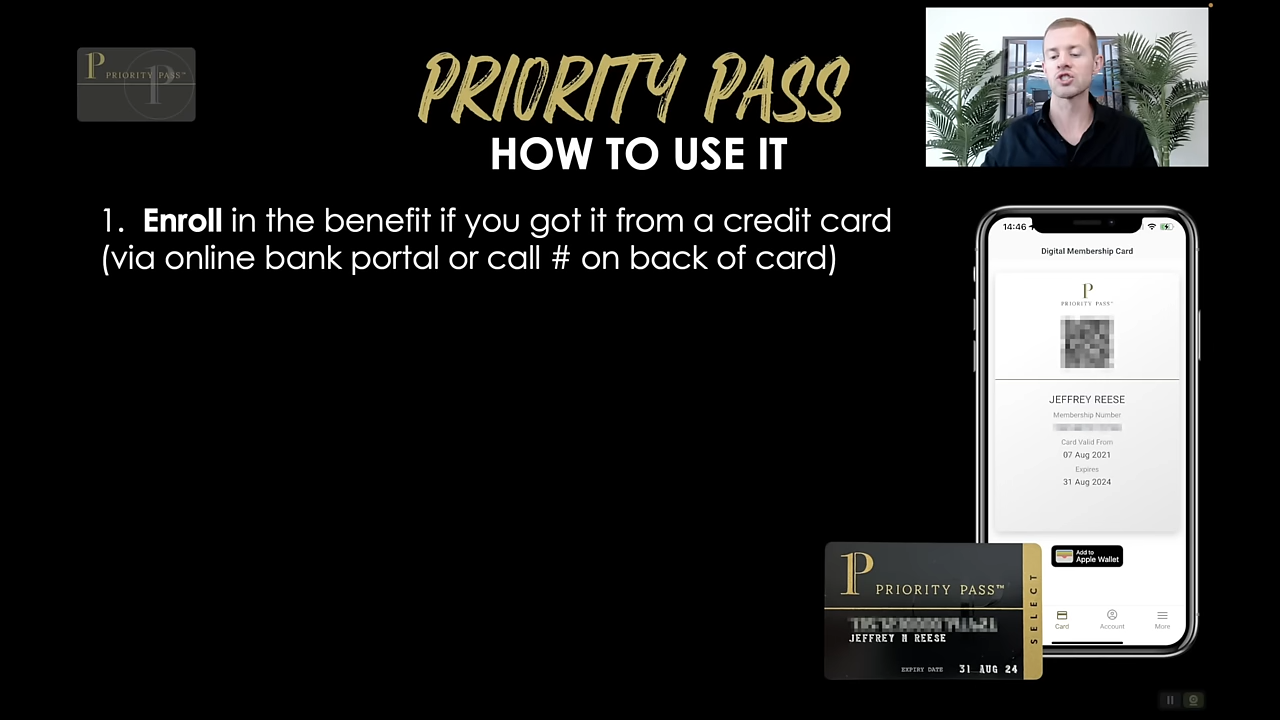 PRIORITY PASS™
PRIORITY PASS
HOW TO USE IT
1. Enroll in the benefit if you got it from a credit card
(via online bank portal or call # on back of card)
14:46
Digital Membership Card
PRIORITY PASS™
JEFFREY REESE
Membership Number
Card Valid From
07 Aug 2021
Expires
31 Aug 2024
Add to
Apple Wallet
Card Account More
PRIORITY PASS™
SELECT
JEFFREY M REESE
EXPIRY DATE 31 AUG 24